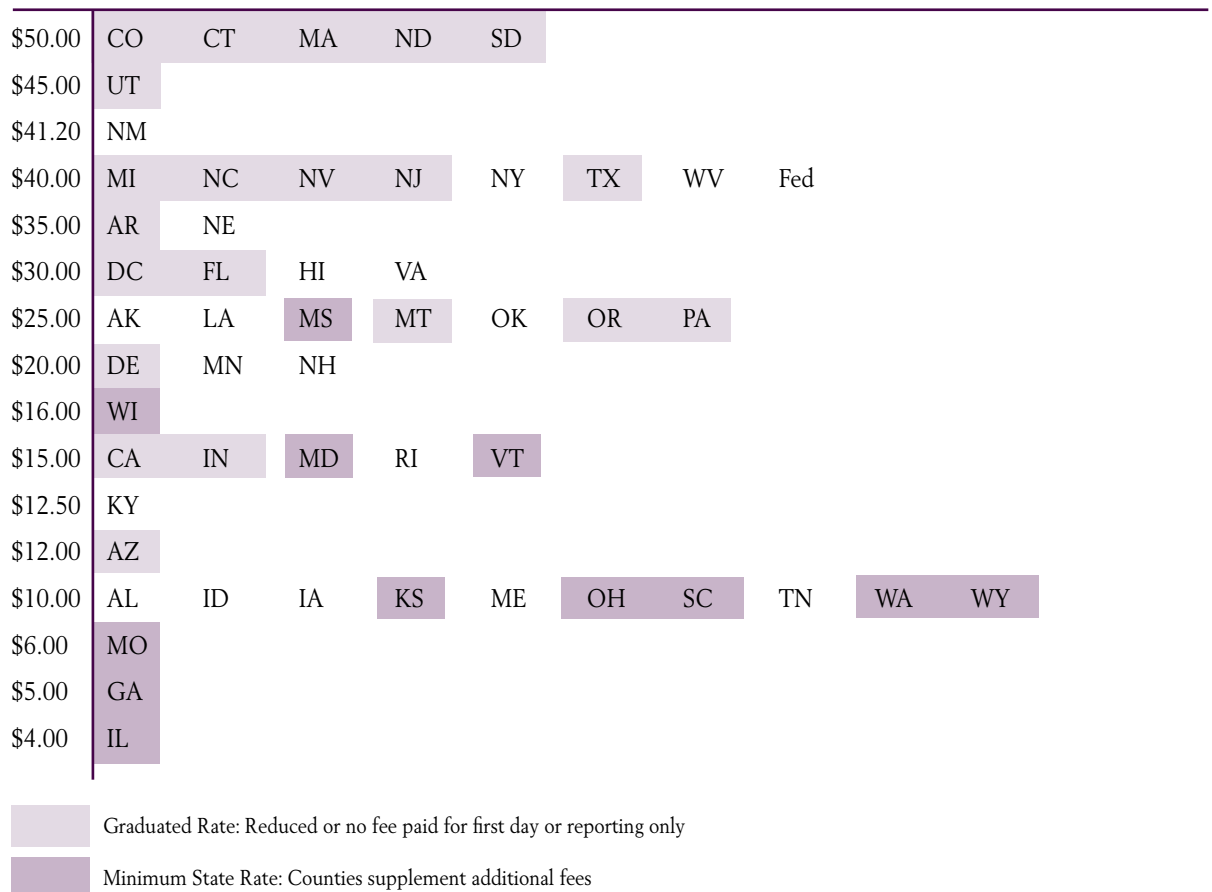 $50.00 CO CT MA ND SD
$45.00 UT
$41.20 NM
$40.00 MI NC NV NJ NY TX WV Fed
$35.00 AR NE
$30.00 DC FL HI VA
$25.00 AK LA MS MT OK OR PA
$20.00 DE MN NH
$16.00 WI
$15.00 CA IN MD RI VT
$12.50 KY
$12.00 AZ
$10.00 AL ID IA KS ME OH SC TN WA WY
$6.00 MO
$5.00 GA
$4.00 IL
Graduated Rate: Reduced or no fee paid for first day or reporting only
Minimum State Rate: Counties supplement additional fees